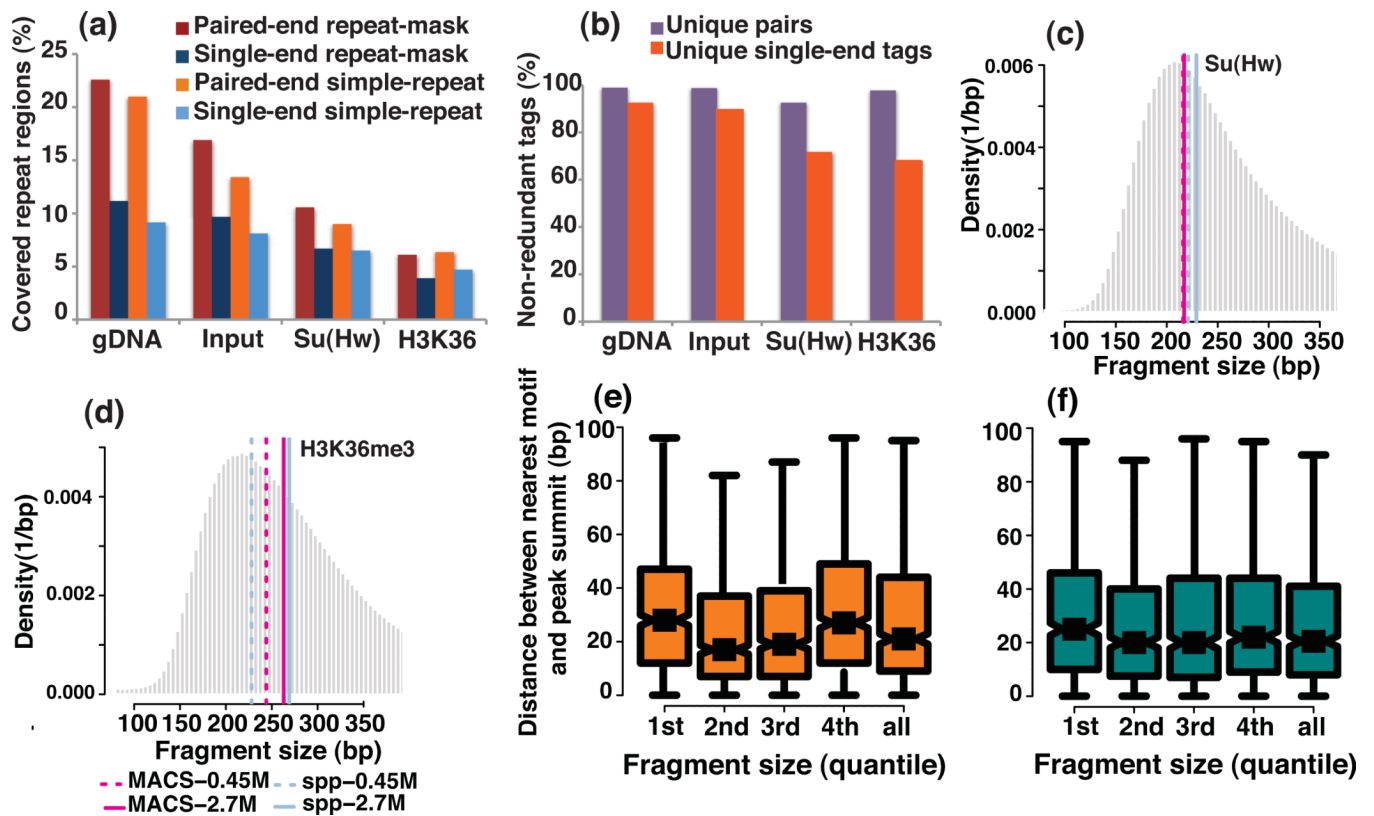 (a)
Paired-end repeat-mask
Single-end repeat-mask
Paired-end simple-repeat
Single-end simple-repeat
Covered repeat regions (%)
25
20
15
10
5
0
gDNA Input Su(Hw) H3K36
(b)
Unique pairs
Unique single-end tags
Non-redundant tags (%)
100
80
60
40
20
0
gDNA Input Su(Hw) H3K36
(c)
Su(Hw)
Density(1/bp)
0.006
0.004
0.002
0.000
100 150 200 250 300 350
Fragment size (bp)
(d)
H3K36me3
Density(1/bp)
0.004
0.002
0.000
100 150 200 250 300 350
Fragment size (bp)
MACS–0.45M spp–0.45M
MACS–2.7M spp–2.7M
(e)
Distance between nearest motif
and peak summit (bp)
100
80
60
40
20
0
1st 2nd 3rd 4th all
Fragment size (quantile)
(f)
100
80
60
40
20
0
1st 2nd 3rd 4th all
Fragment size (quantile)